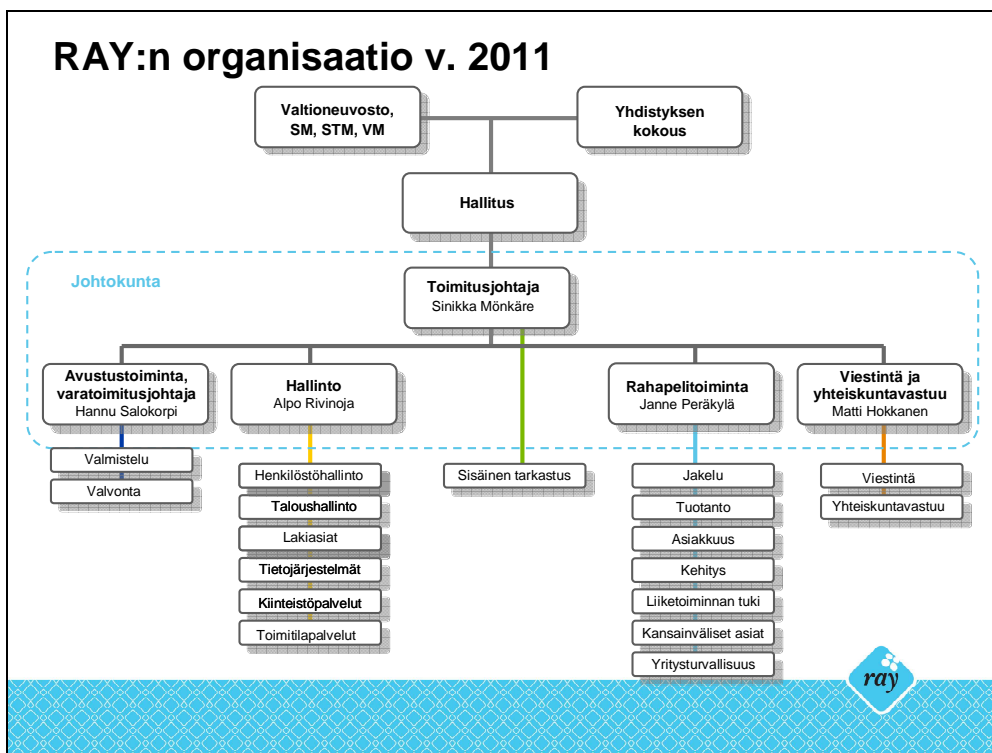 RAY:n organisaatio v. 2011
Valtioneuvosto,
SM, STM, VM
Yhdistyksen
kokous
Hallitus
Johtokunta
Toimitusjohtaja
Sinikka Mönkäre
Avustustoiminta,
varatoimitusjohtaja
Hannu Salokorpi
Hallinto
Alpo Rivinoja
Rahapelitoiminta
Janne Peräkylä
Viestintä ja
yhteiskuntavastuu
Matti Hokkanen
Valmistelu
Valvonta
Henkilöstöhallinto
Taloushallinto
Lakiasiat
Tietojärjestelmät
Kiinteistöpalvelut
Toimitilapalvelut
Sisäinen tarkastus
Jakelu
Tuotanto
Asiakkuus
Kehitys
Liiketoiminnan tuki
Kansainväliset asiat
Yritysturvallisuus
Viestintä
Yhteiskuntavastuu
ray